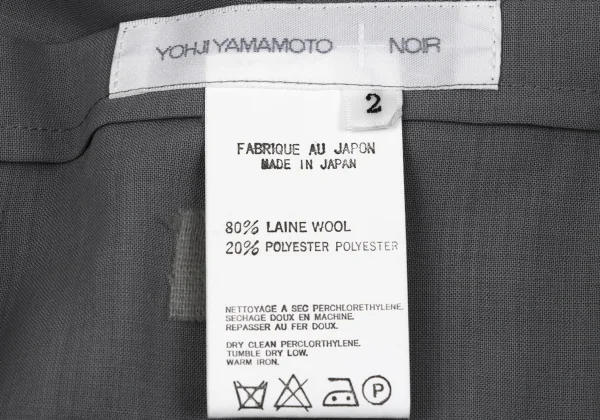 YOHJI YAMAMOTO NOIR
2
FABRIQUE AU JAPON
MADE IN JAPAN
80% LAINE WOOL
20% POLYESTER POLYESTER
NETTOYAGE A SEC PERCHLORETHYLENE.
SECHAGE DOUX EN MACHINE.
REPASSER AU FER DOUX.
DRY CLEAN PERCLORTHYLENE.
TUMBLE DRY LOW.
WARM IRON.
P